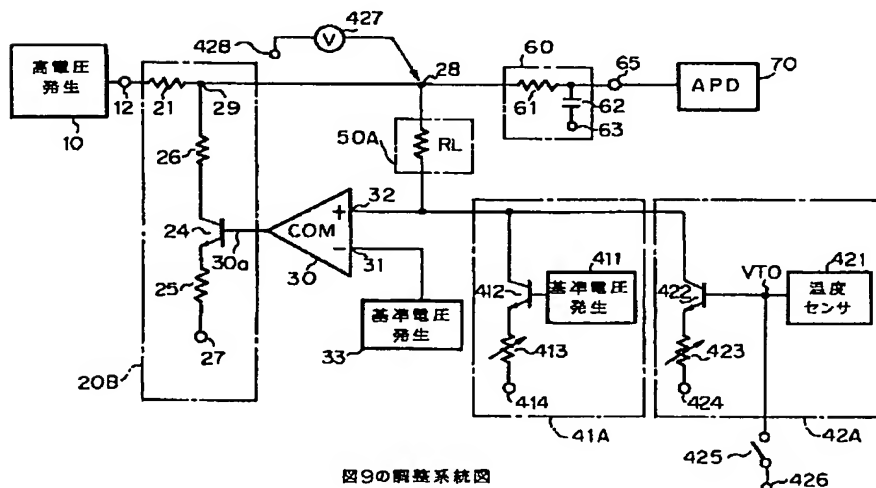 427
428
V
高電圧
発生
10
12
21
29
28
60
65
61
62
63
APD
70
26
50A
RL
24
30a
COM
+
−
32
31
30
25
27
20B
基準電圧
発生
33
412
411
基準電圧
発生
413
414
41A
VTO
421
422
温度
センサ
423
424
42A
425
426
図9の調整系統図